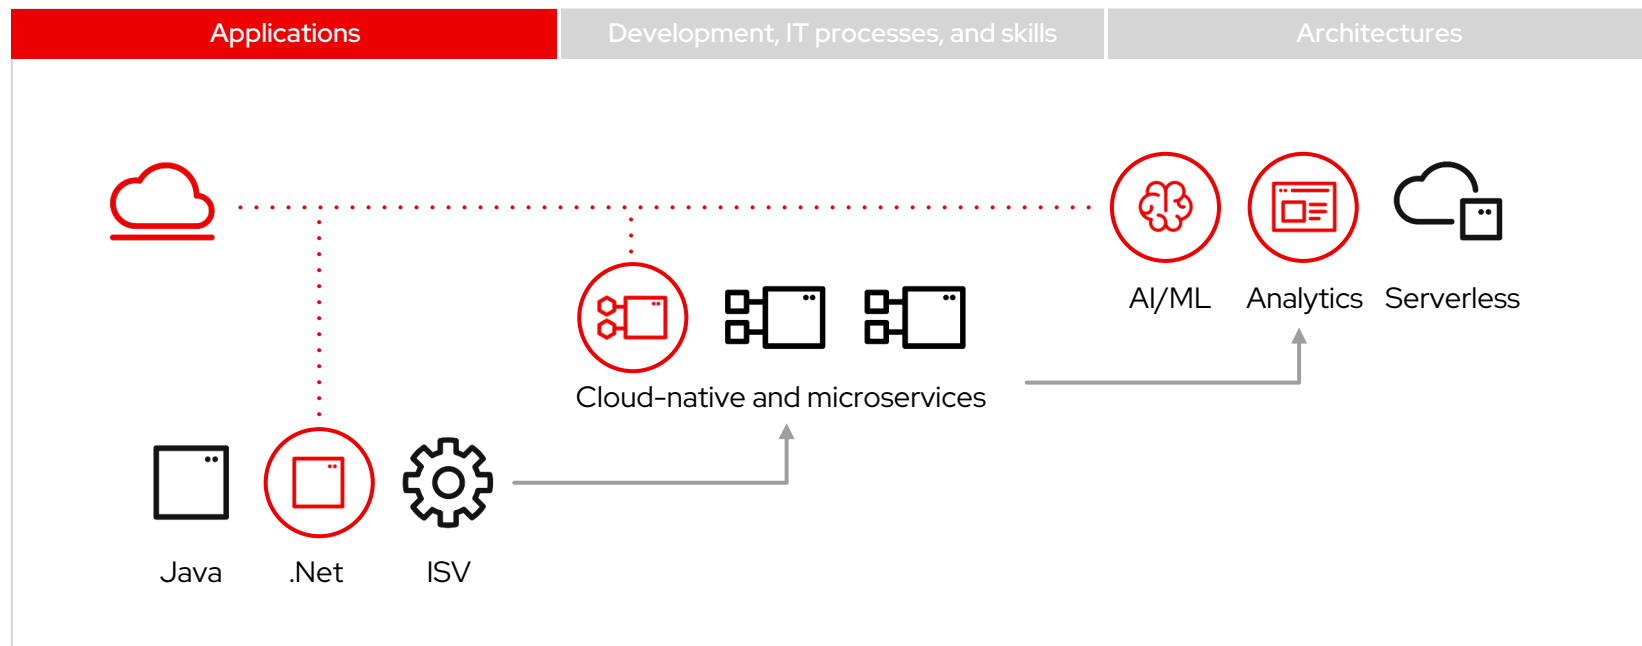 Applications
Development, IT processes, and skills
Architectures
AI/ML
Analytics
Serverless
Cloud-native and microservices
Java
.Net
ISV